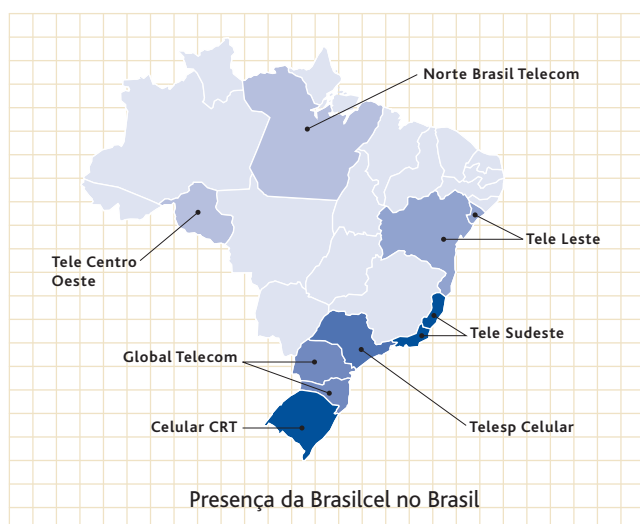 Norte Brasil Telecom
Tele Leste
Tele Centro
Oeste
Tele Sudeste
Global Telecom
Celular CRT
Telesp Celular
Presença da Brasilcel no Brasil